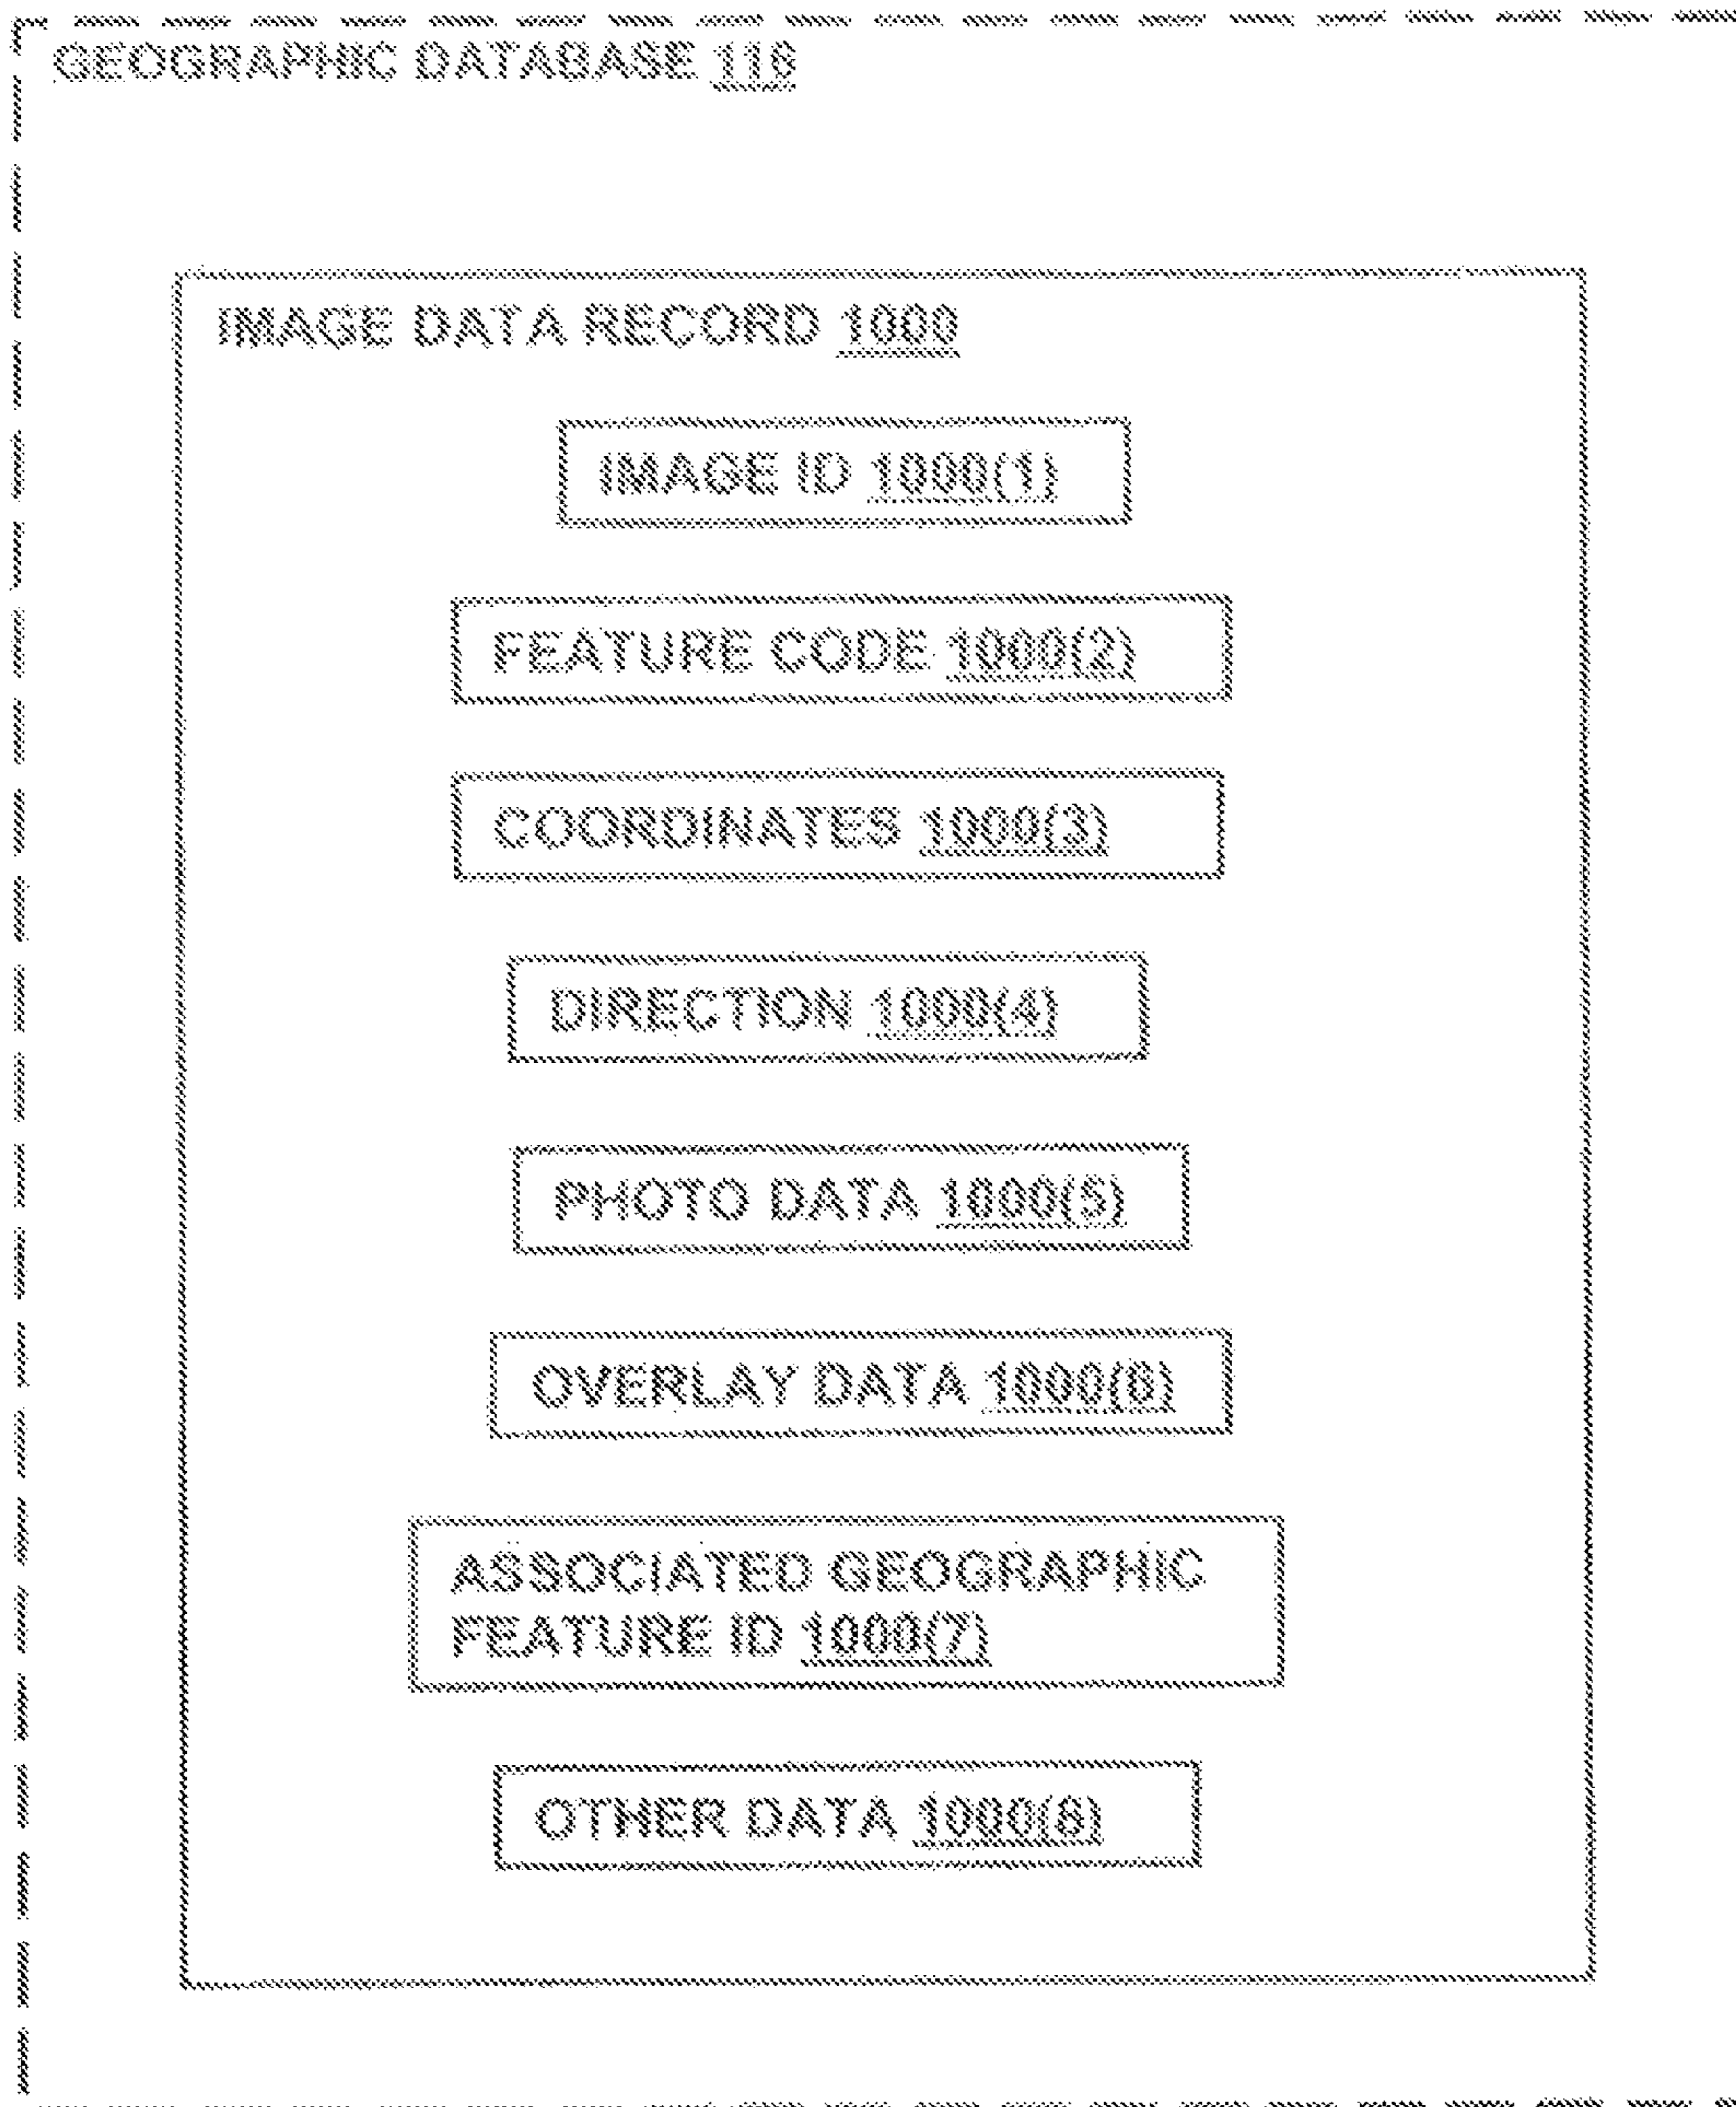 GEOGRAPHIC DATABASE 116
IMAGE DATA RECORD 1000
IMAGE ID 1000(1)
FEATURE CODE 1000(2)
COORDINATES 1000(3)
DIRECTION 1000(4)
PHOTO DATA 1000(5)
OVERLAY DATA 1000(6)
ASSOCIATED GEOGRAPHIC
FEATURE ID 1000(7)
OTHER DATA 1000(8)